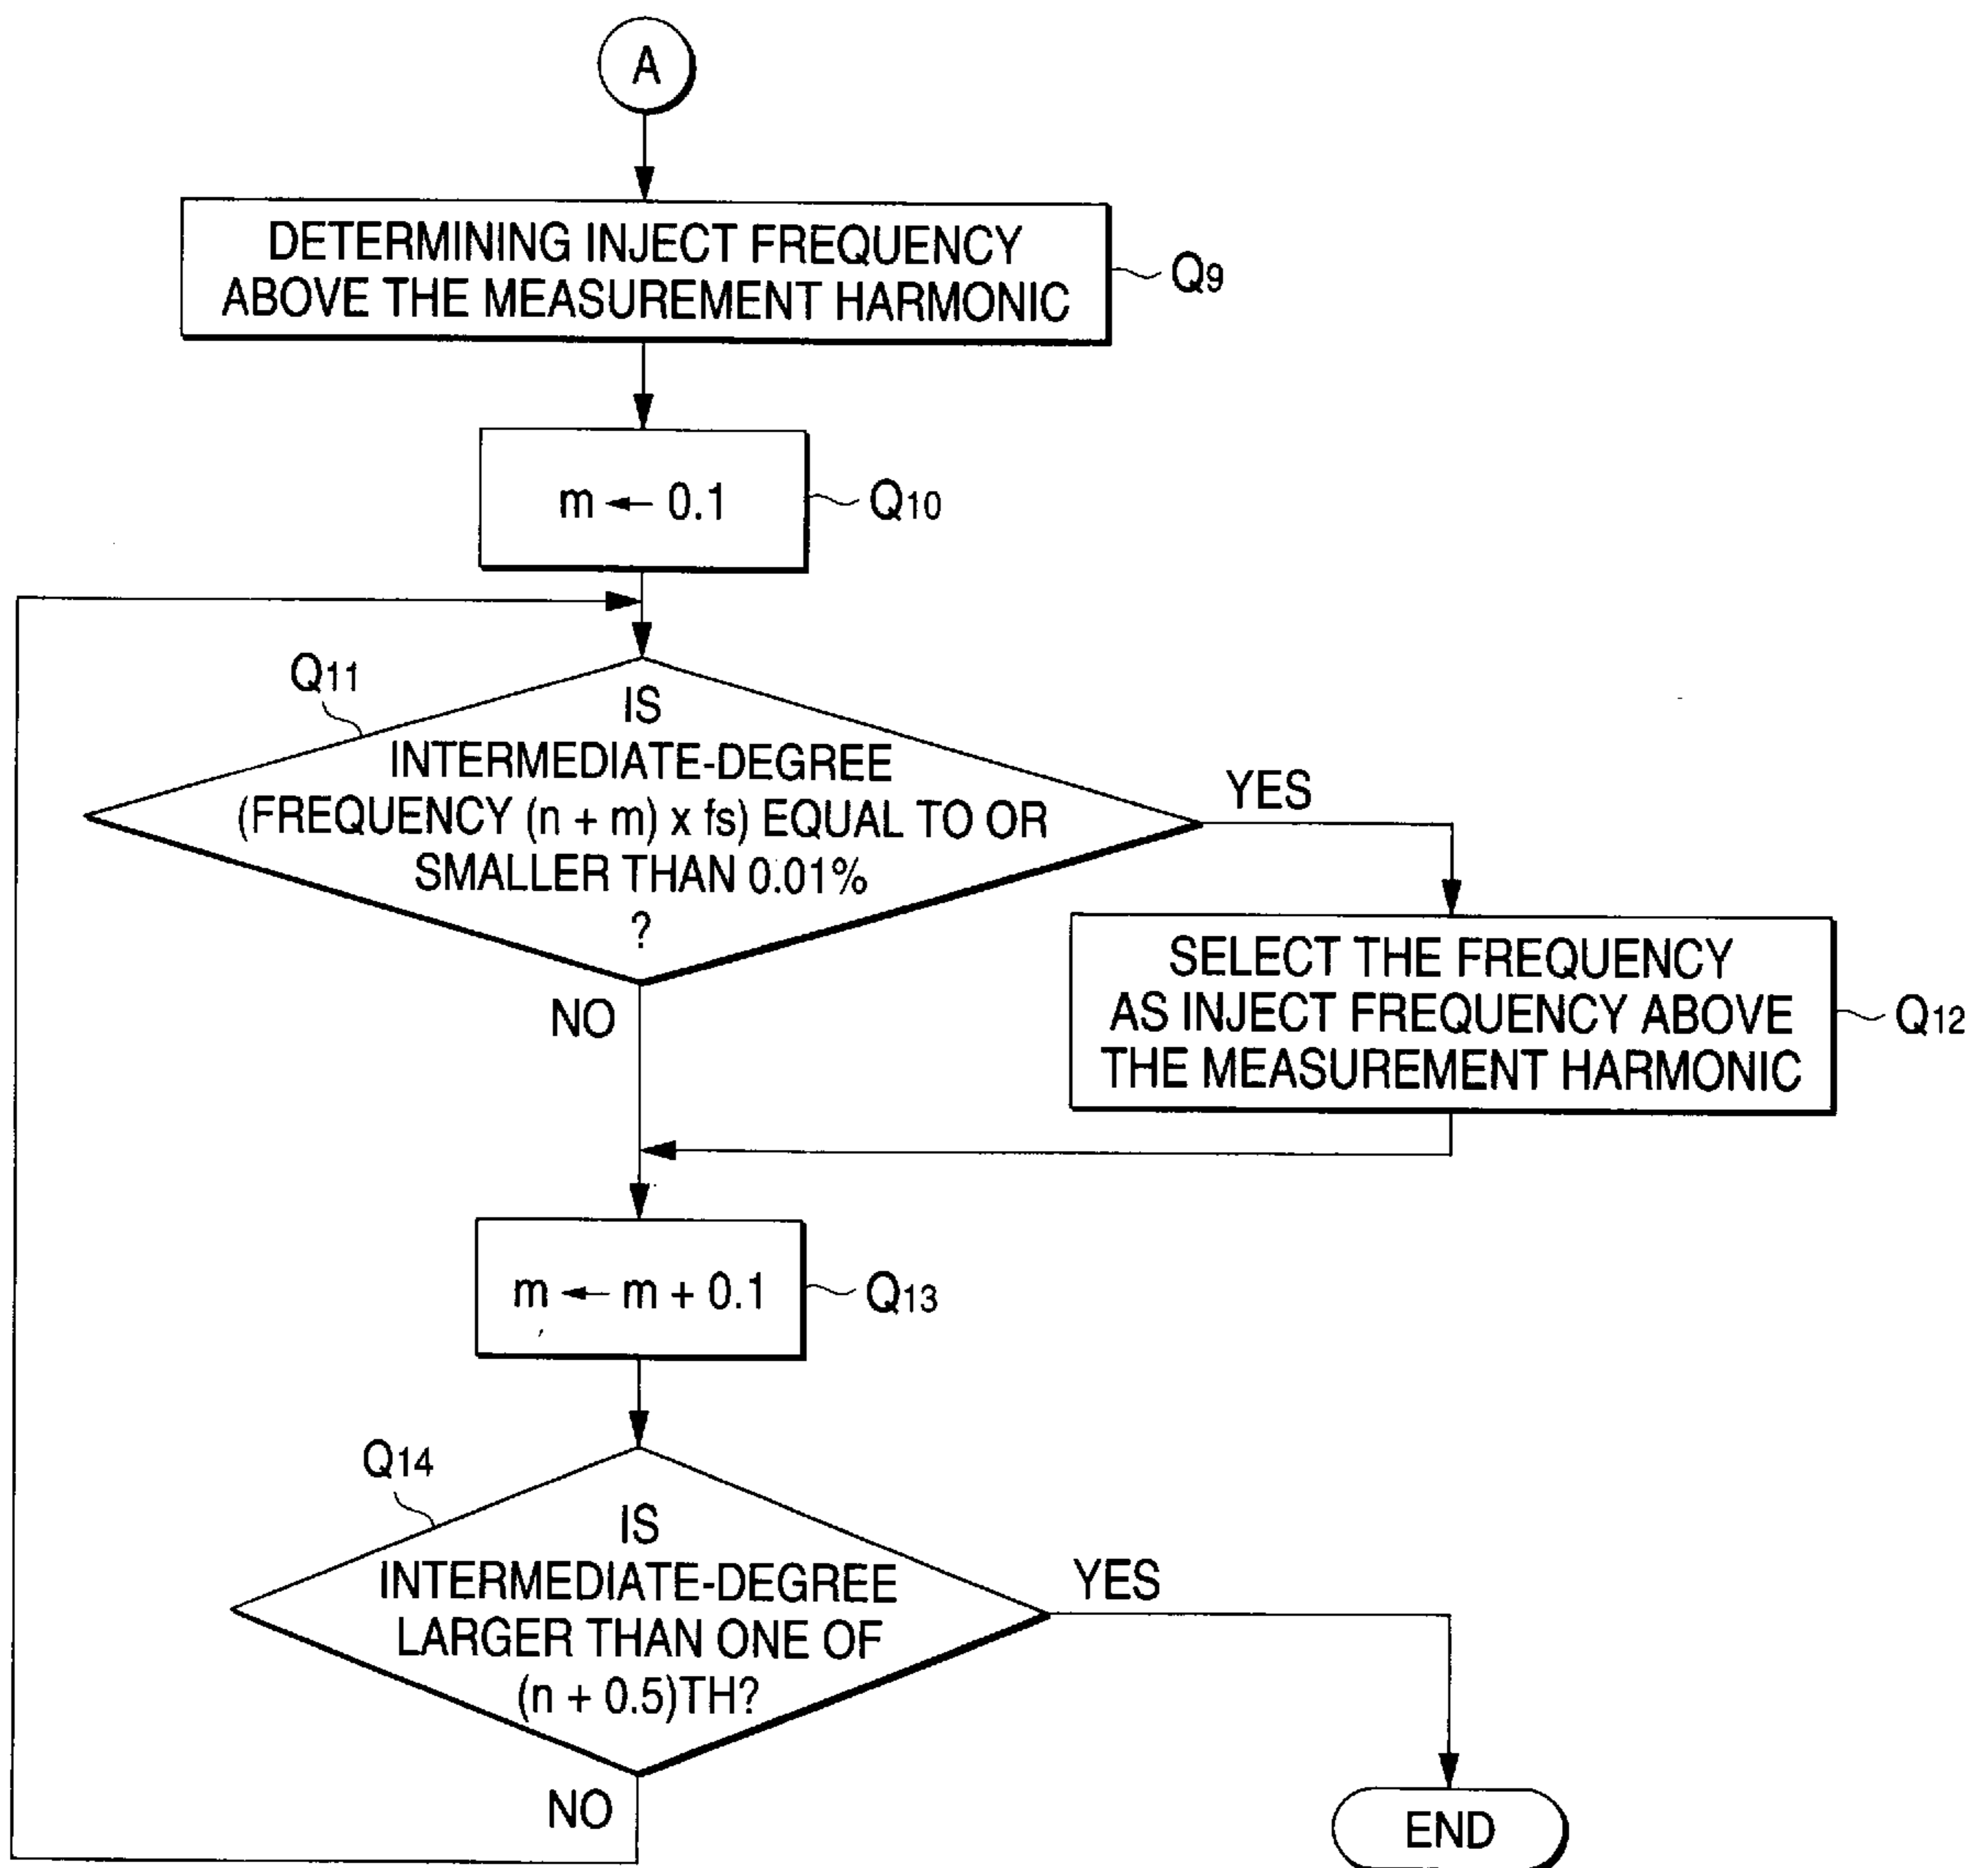 A
DETERMINING INJECT FREQUENCY
ABOVE THE MEASUREMENT HARMONIC
Q9
m ← 0.1
Q10
Q11
IS
INTERMEDIATE-DEGREE
(FREQUENCY (n + m) x fs) EQUAL TO OR
SMALLER THAN 0.01%
?
YES
NO
SELECT THE FREQUENCY
AS INJECT FREQUENCY ABOVE
THE MEASUREMENT HARMONIC
Q12
m ← m + 0.1
Q13
Q14
IS
INTERMEDIATE-DEGREE
LARGER THAN ONE OF
(n + 0.5)TH?
YES
NO
END